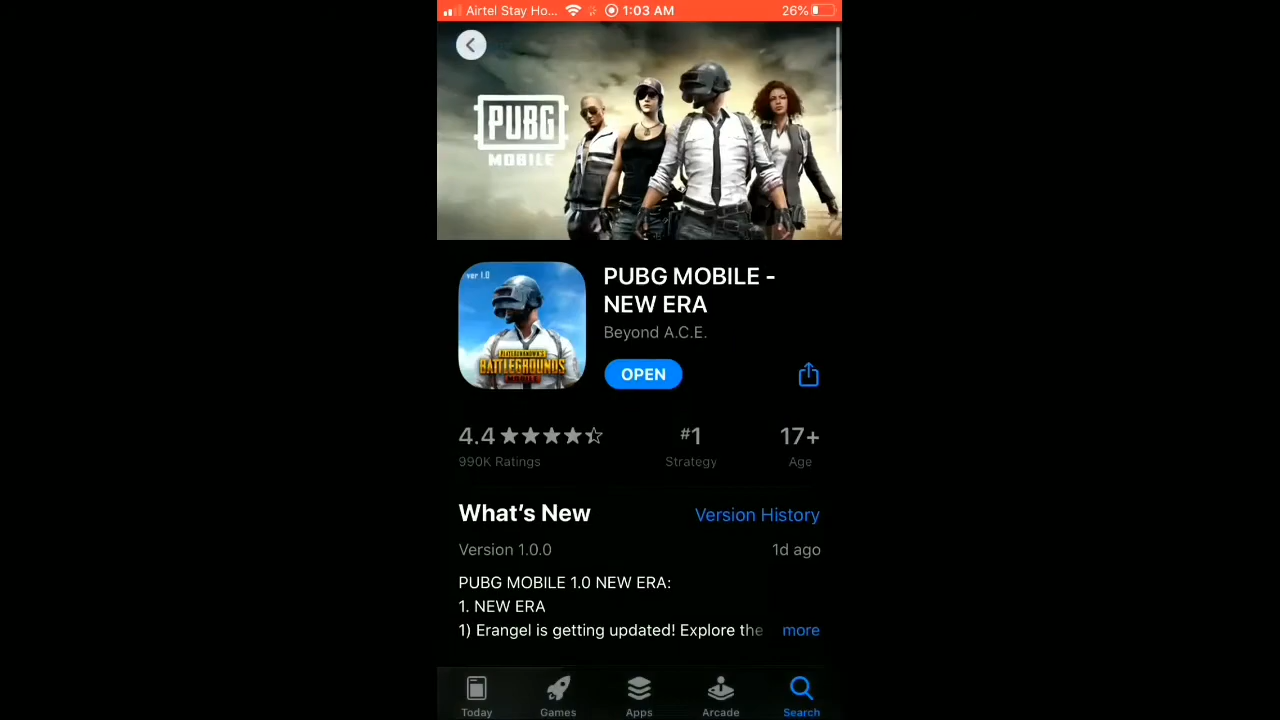 Airtel Stay Ho... 1:03 AM 26%
PUBG
MOBILE
ver 1.0
BATTLEGROUNDS
MOBILE
PUBG MOBILE -
NEW ERA
Beyond A.C.E.
OPEN
4.4 #1 17+
990K Ratings Strategy Age
What's New Version History
Version 1.0.0 1d ago
PUBG MOBILE 1.0 NEW ERA:
1. NEW ERA
1) Erangel is getting updated! Explore the more
Today Games Apps Arcade Search